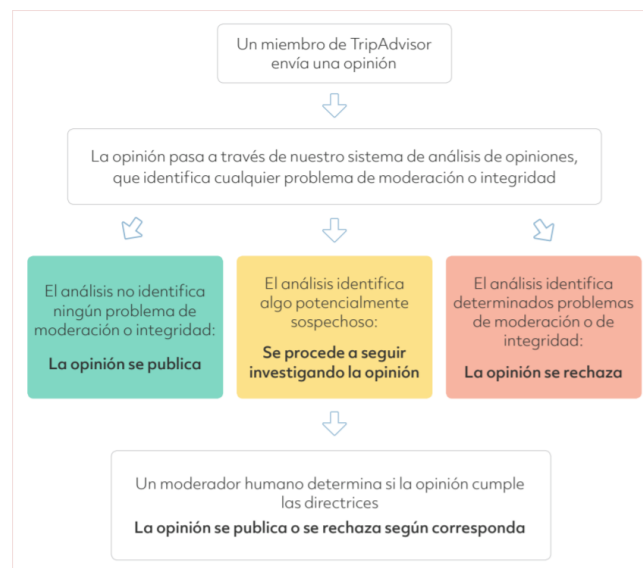 Un miembro de TripAdvisor
envía una opinión
La opinión pasa a través de nuestro sistema de análisis de opiniones,
que identifica cualquier problema de moderación o integridad
El análisis no identifica
ningún problema de
moderación o integridad:
La opinión se publica
El análisis identifica
algo potencialmente
sospechoso:
Se procede a seguir
investigando la opinión
El análisis identifica
determinados problemas
de moderación o de
integridad:
La opinión se rechaza
Un moderador humano determina si la opinión cumple
las directrices
La opinión se publica o se rechaza según corresponda